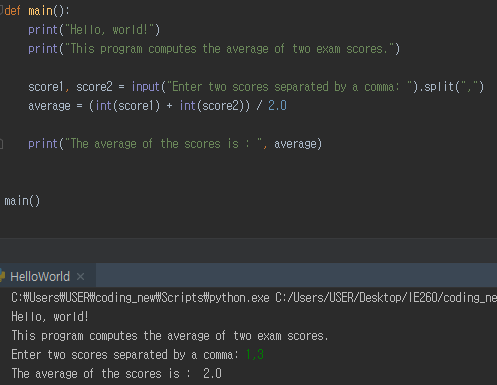 def main():
print("Hello, world!")
print("This program computes the average of two exam scores.")
score1, score2 = input("Enter two scores separated by a comma: ").split(",")
average = (int(score1) + int(score2)) / 2.0
print("The average of the scores is : ", average)
main()
HelloWorld ×
C:₩Users₩USER₩coding_new₩Scripts₩python.exe C:/Users/USER/Desktop/IE260/coding_ne
Hello, world!
This program computes the average of two exam scores.
Enter two scores separated by a comma: 1,3
The average of the scores is :  2.0